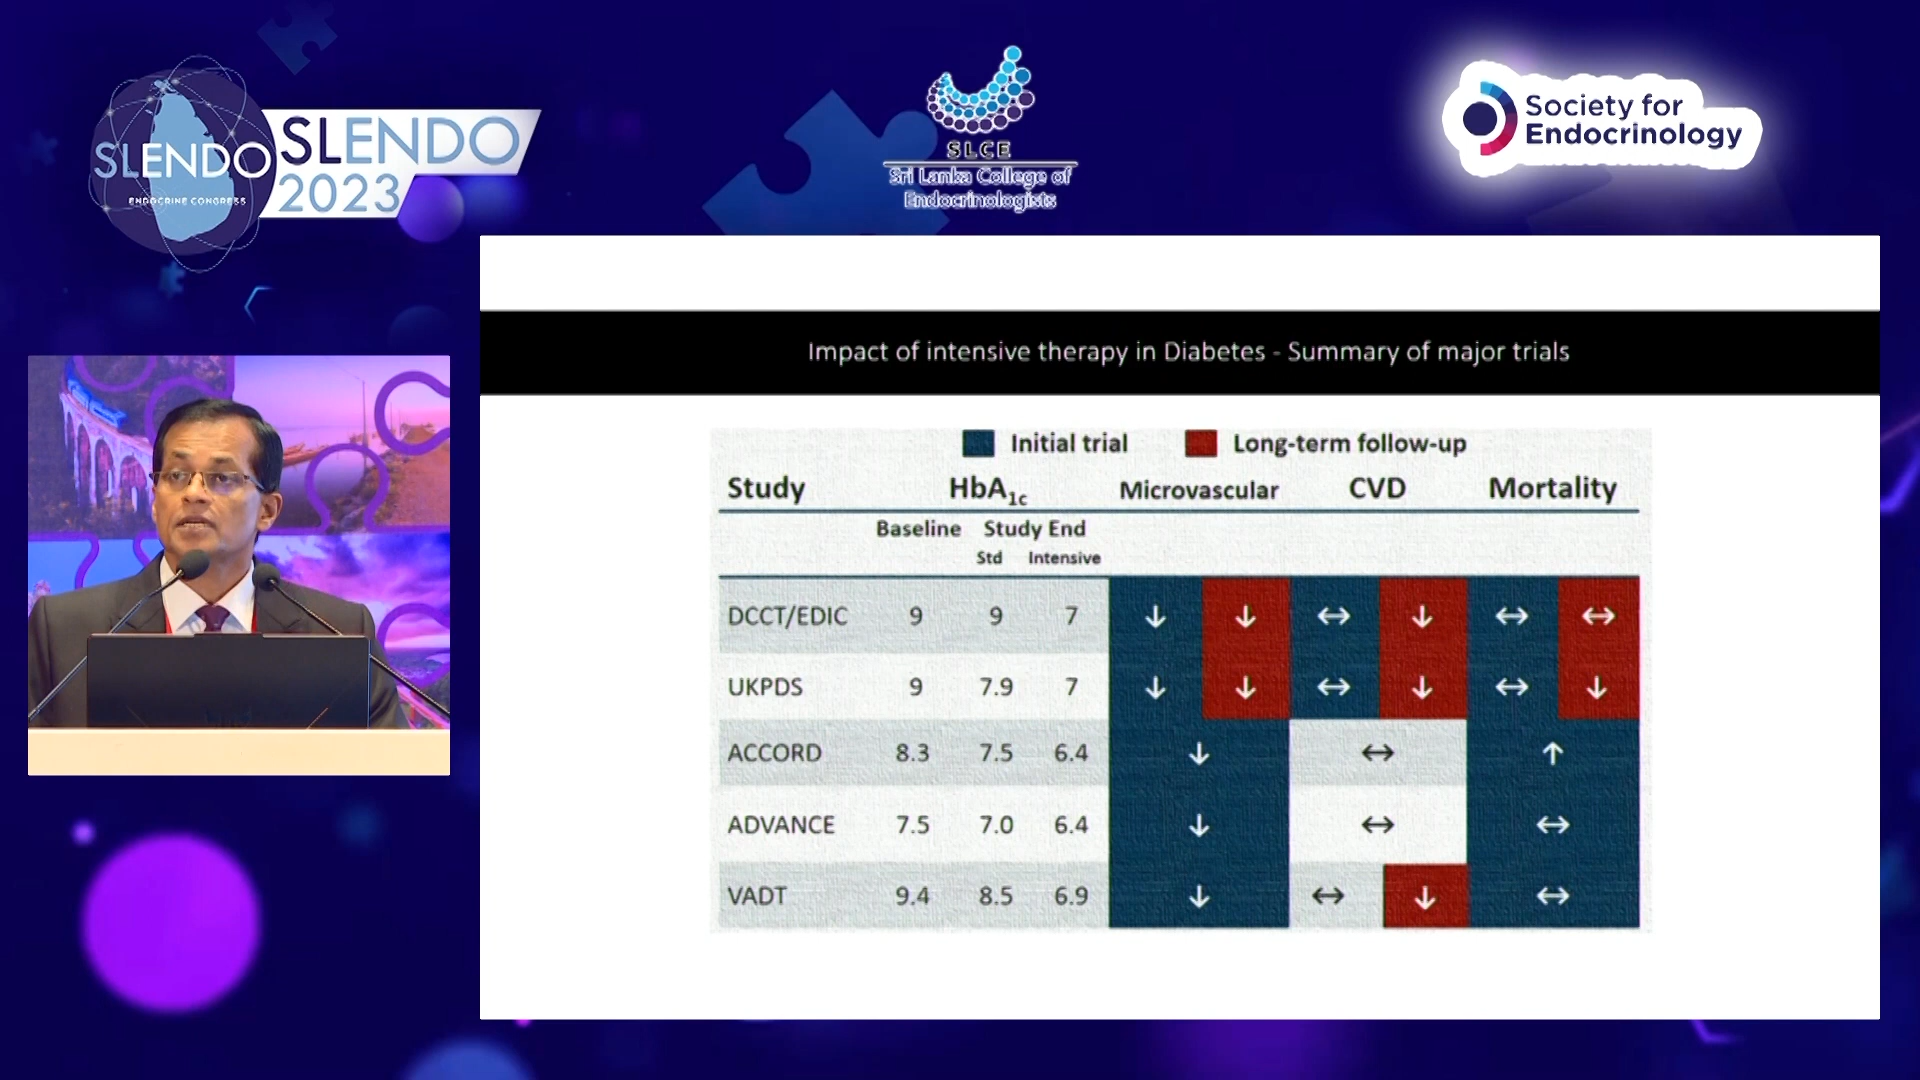 SLENDO
ENDOCRINE CONGRESS
SLENDO
2023
SLCE
Sri Lanka College of
Endocrinologists
Society for
Endocrinology
Impact of intensive therapy in Diabetes - Summary of major trials
Initial trial Long-term follow-up
Study HbA1c Microvascular CVD Mortality
Baseline Study End
Std Intensive
DCCT/EDIC 9 9 7 ↓ ↓ ↔ ↓ ↔ ↔
UKPDS 9 7.9 7 ↓ ↓ ↔ ↓ ↔ ↓
ACCORD 8.3 7.5 6.4 ↓ ↔ ↑
ADVANCE 7.5 7.0 6.4 ↓ ↔ ↔
VADT 9.4 8.5 6.9 ↓ ↔ ↓ ↔